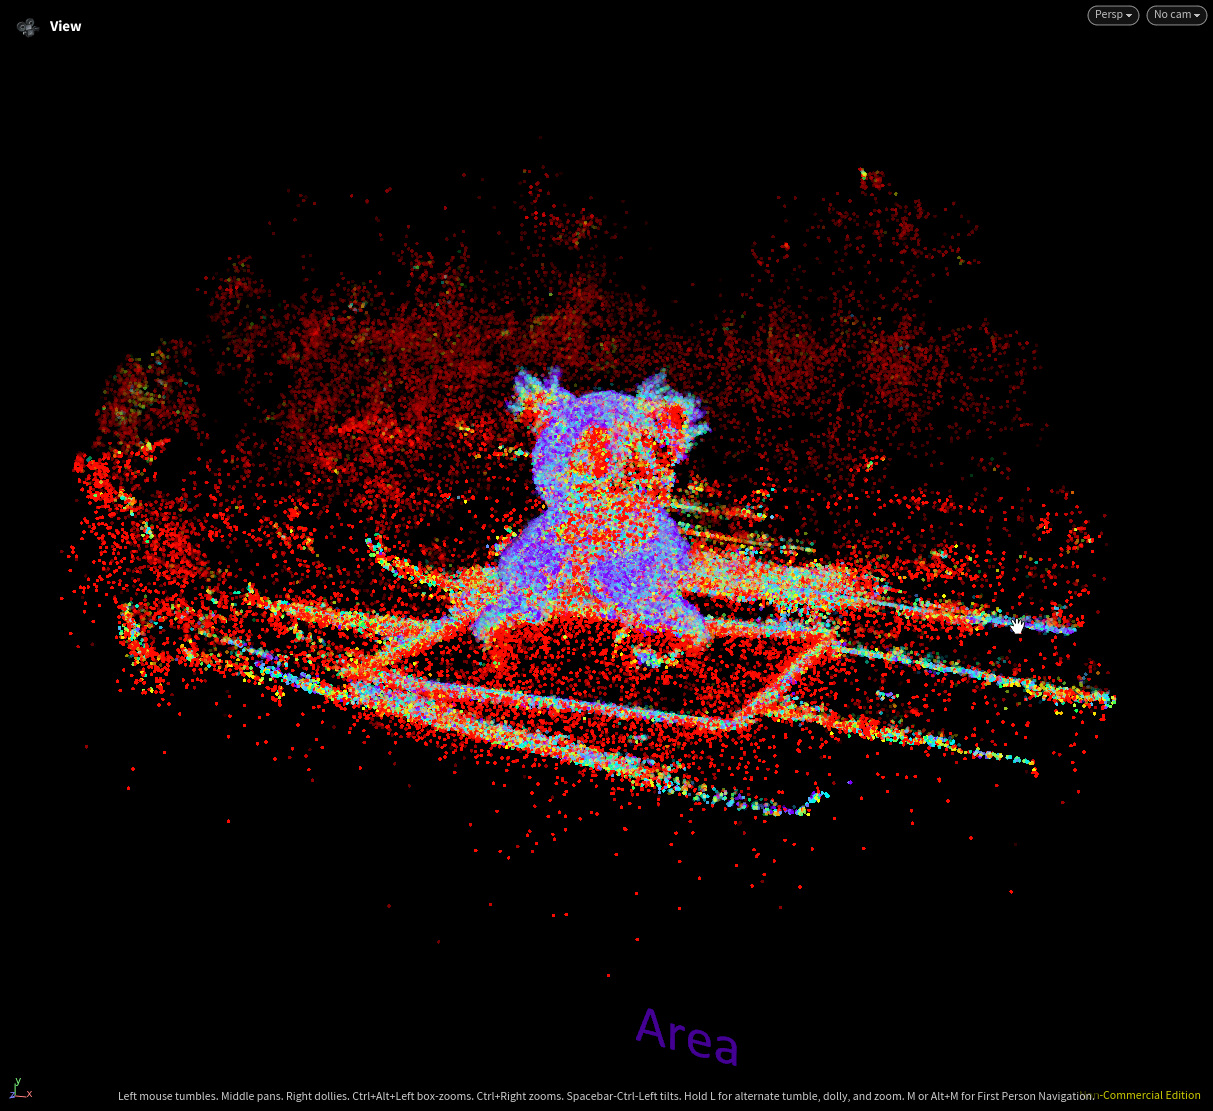 View
Persp
No cam
Area
y
z x
Left mouse tumbles. Middle pans. Right dollies. Ctrl+Alt+Left box-zooms. Ctrl+Right zooms. Spacebar-Ctrl-Left tilts. Hold L for alternate tumble, dolly, and zoom. M or Alt+M for First Person Navigation.
n-Commercial Edition